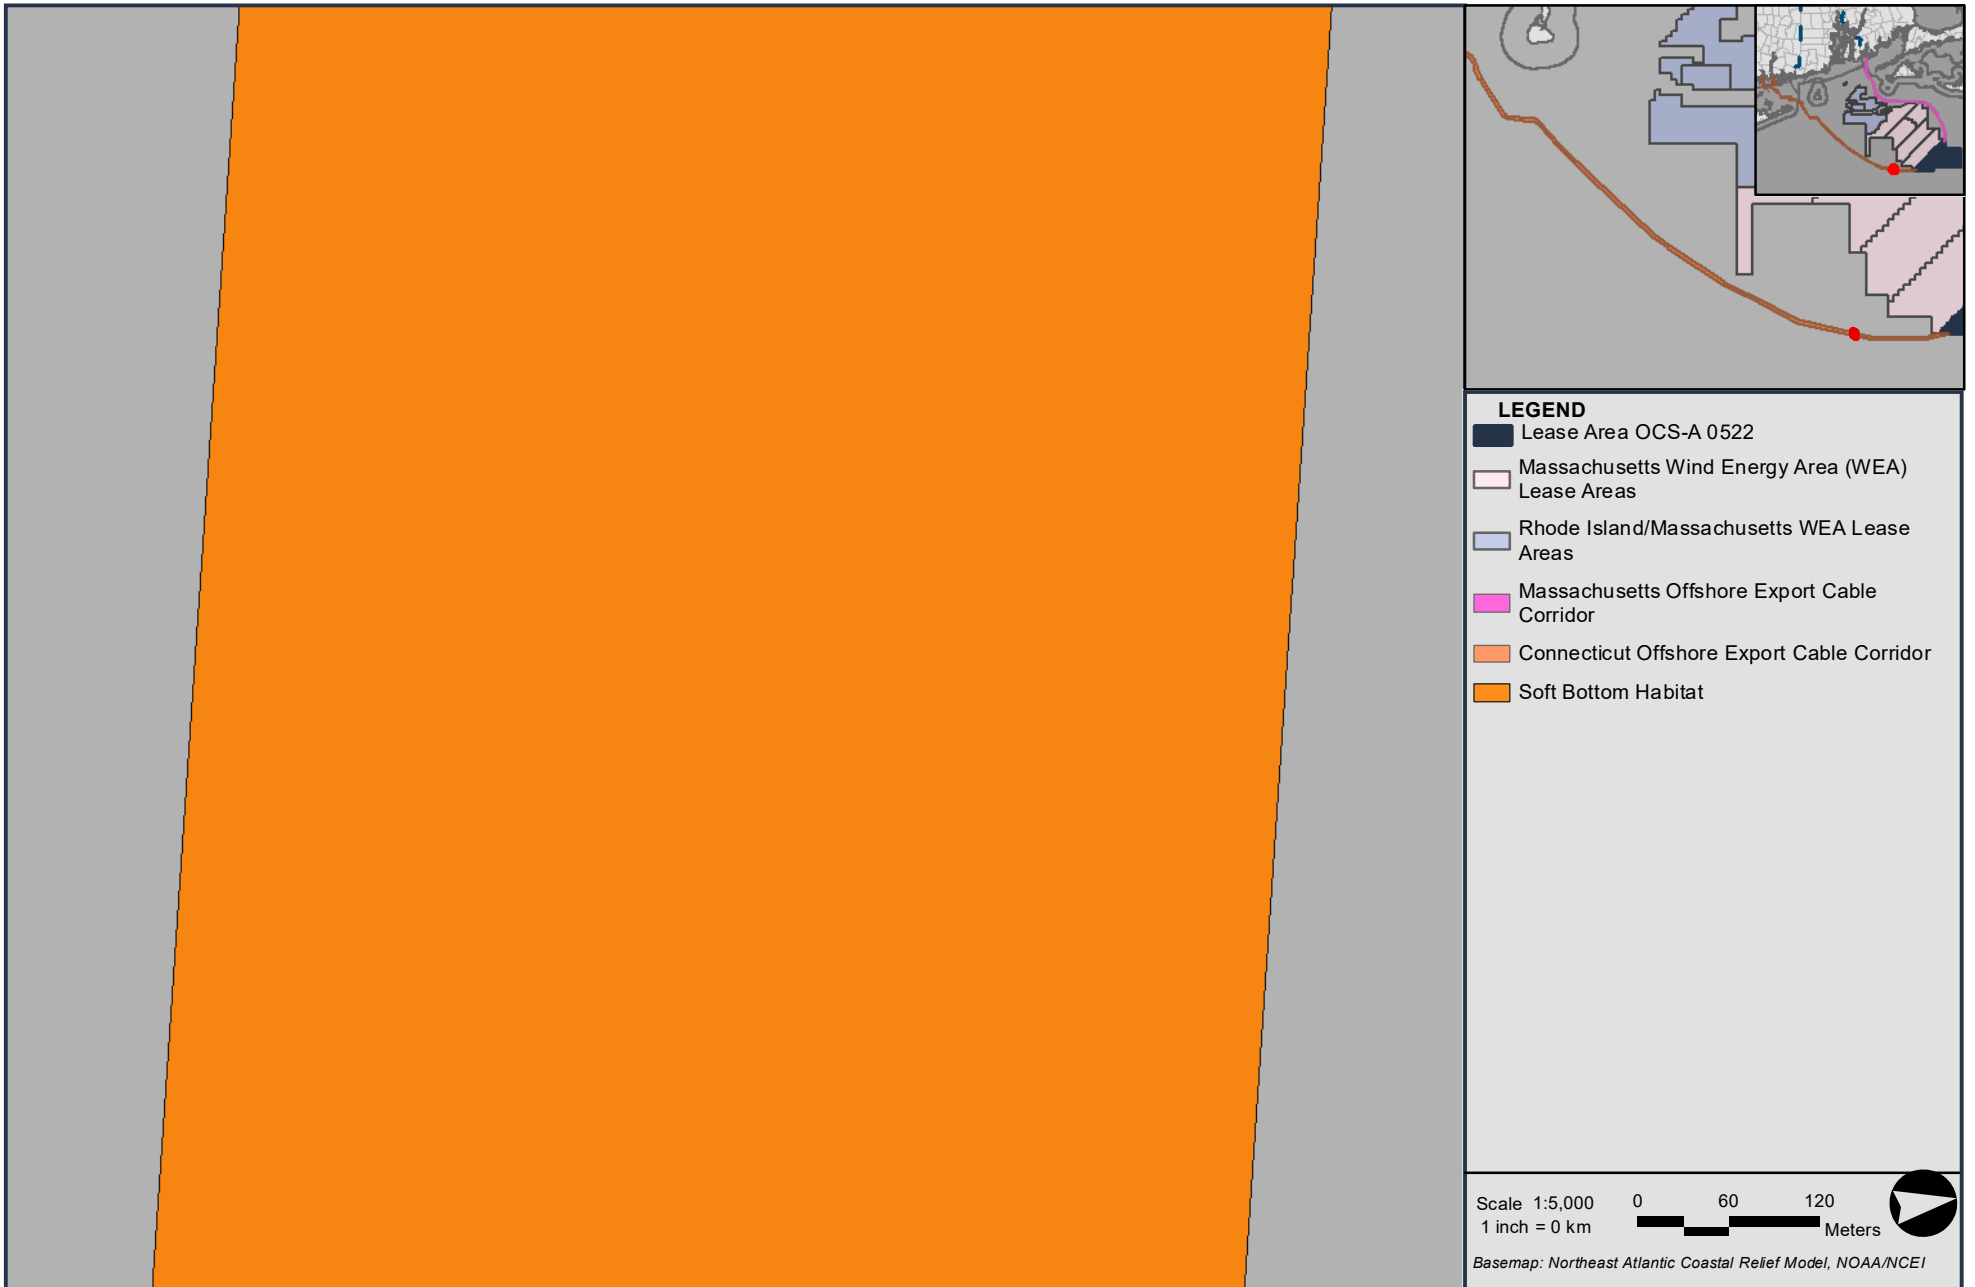 LEGEND
Lease Area OCS-A 0522
Massachusetts Wind Energy Area (WEA)
Lease Areas
Rhode Island/Massachusetts WEA Lease
Areas
Massachusetts Offshore Export Cable
Corridor
Connecticut Offshore Export Cable Corridor
Soft Bottom Habitat
Scale 1:5,000
1 inch = 0 km
0 60 120
Meters
Basemap: Northeast Atlantic Coastal Relief Model, NOAA/NCEI